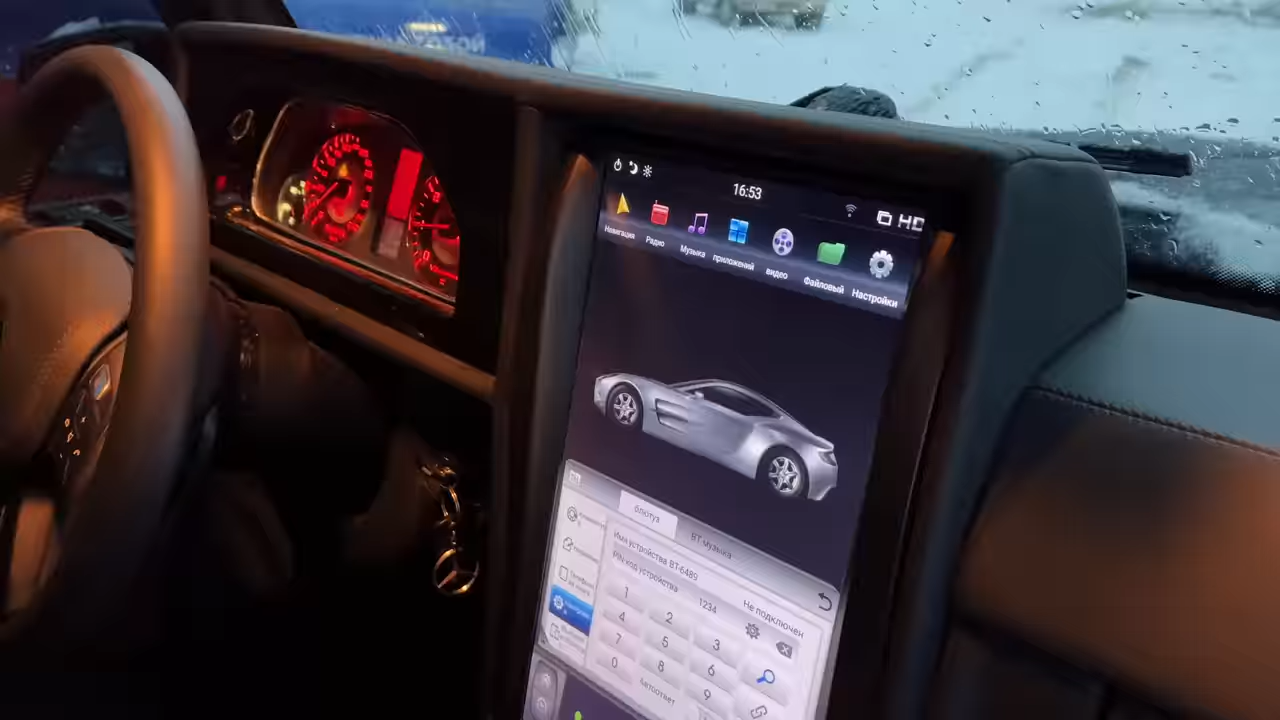 16:53
HD
Навигация
Радио
Музыка
приложений
видео
Файловый
Настройки
блютуз
BT музыка
Имя устройства BT-6489
PIN код устройства 1234
Не подключен
1
2
3
4
5
6
7
8
9
0
Автоответ